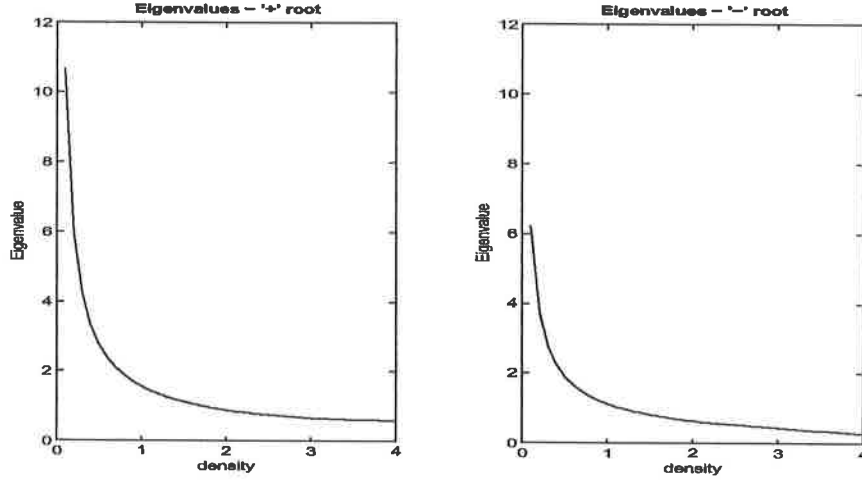 Eigenvalues – '+' root
12
10
8
6
4
2
0
Eigenvalue
0 1 2 3 4
density
Eigenvalues – '–' root
12
10
8
6
4
2
0
Eigenvalue
0 1 2 3 4
density